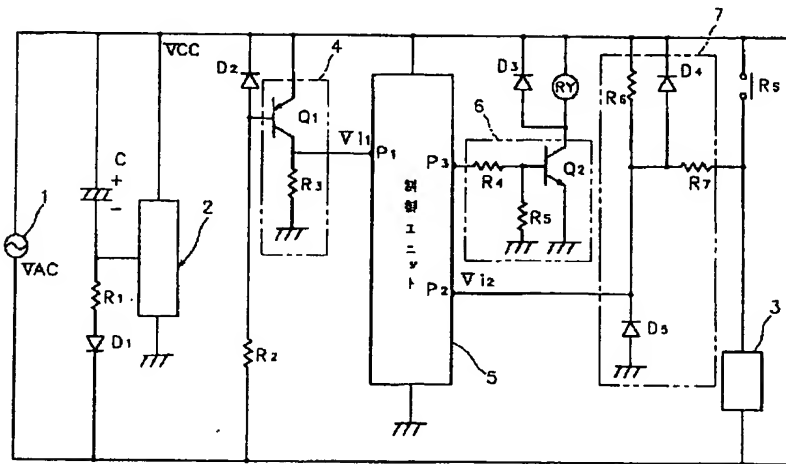 7
4
VCC
D2
D3
RY
D4
R6
RS
Q1
6
Vi1
P1
C
+
-
P3
R4
Q2
R7
1
2
R3
制御ユニット
R5
VAC
R1
P2
Vi2
D5
3
D1
R2
5